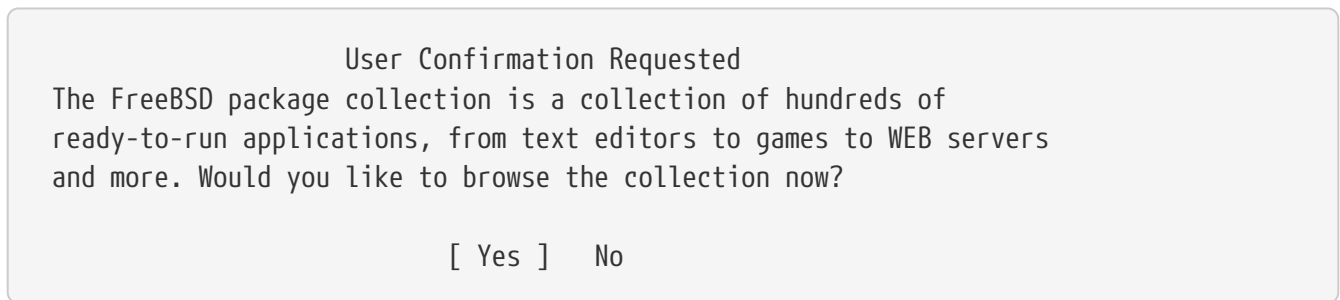 User Confirmation Requested
The FreeBSD package collection is a collection of hundreds of
ready-to-run applications, from text editors to games to WEB servers
and more. Would you like to browse the collection now?
[ Yes ] No